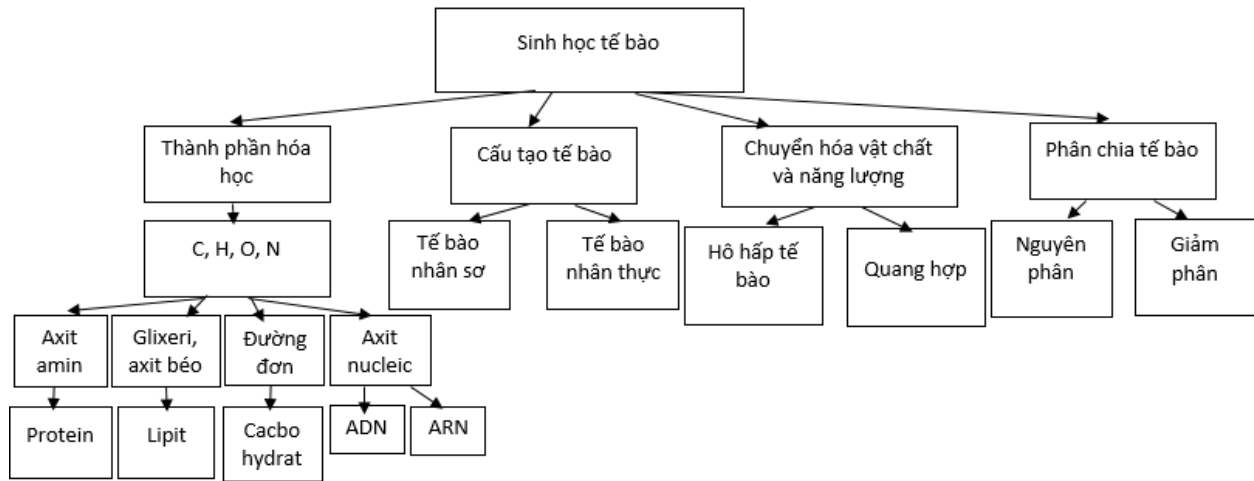 Sinh học tế bào
Thành phần hóa
học
Cấu tạo tế bào
Chuyển hóa vật chất
và năng lượng
Phân chia tế bào
C, H, O, N
Tế bào
nhân sơ
Tế bào
nhân thực
Hô hấp tế
bào
Quang hợp
Nguyên
phân
Giảm
phân
Axit
amin
Glixeri,
axit béo
Đường
đơn
Axit
nucleic
Protein
Lipit
Cacbo
hydrat
ADN
ARN